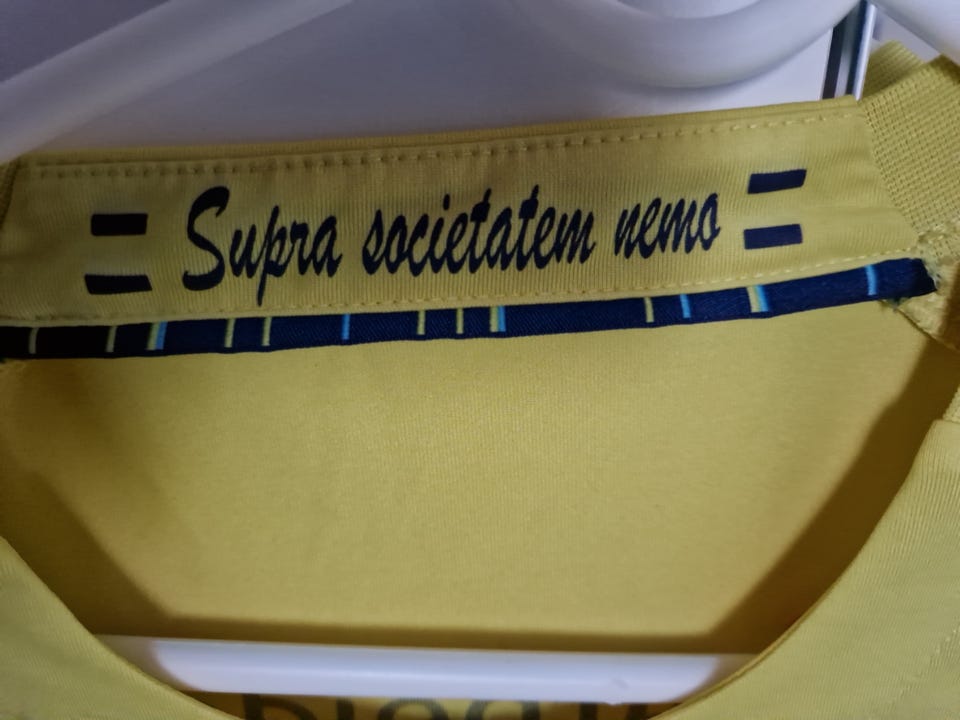 Supra societatem nemo